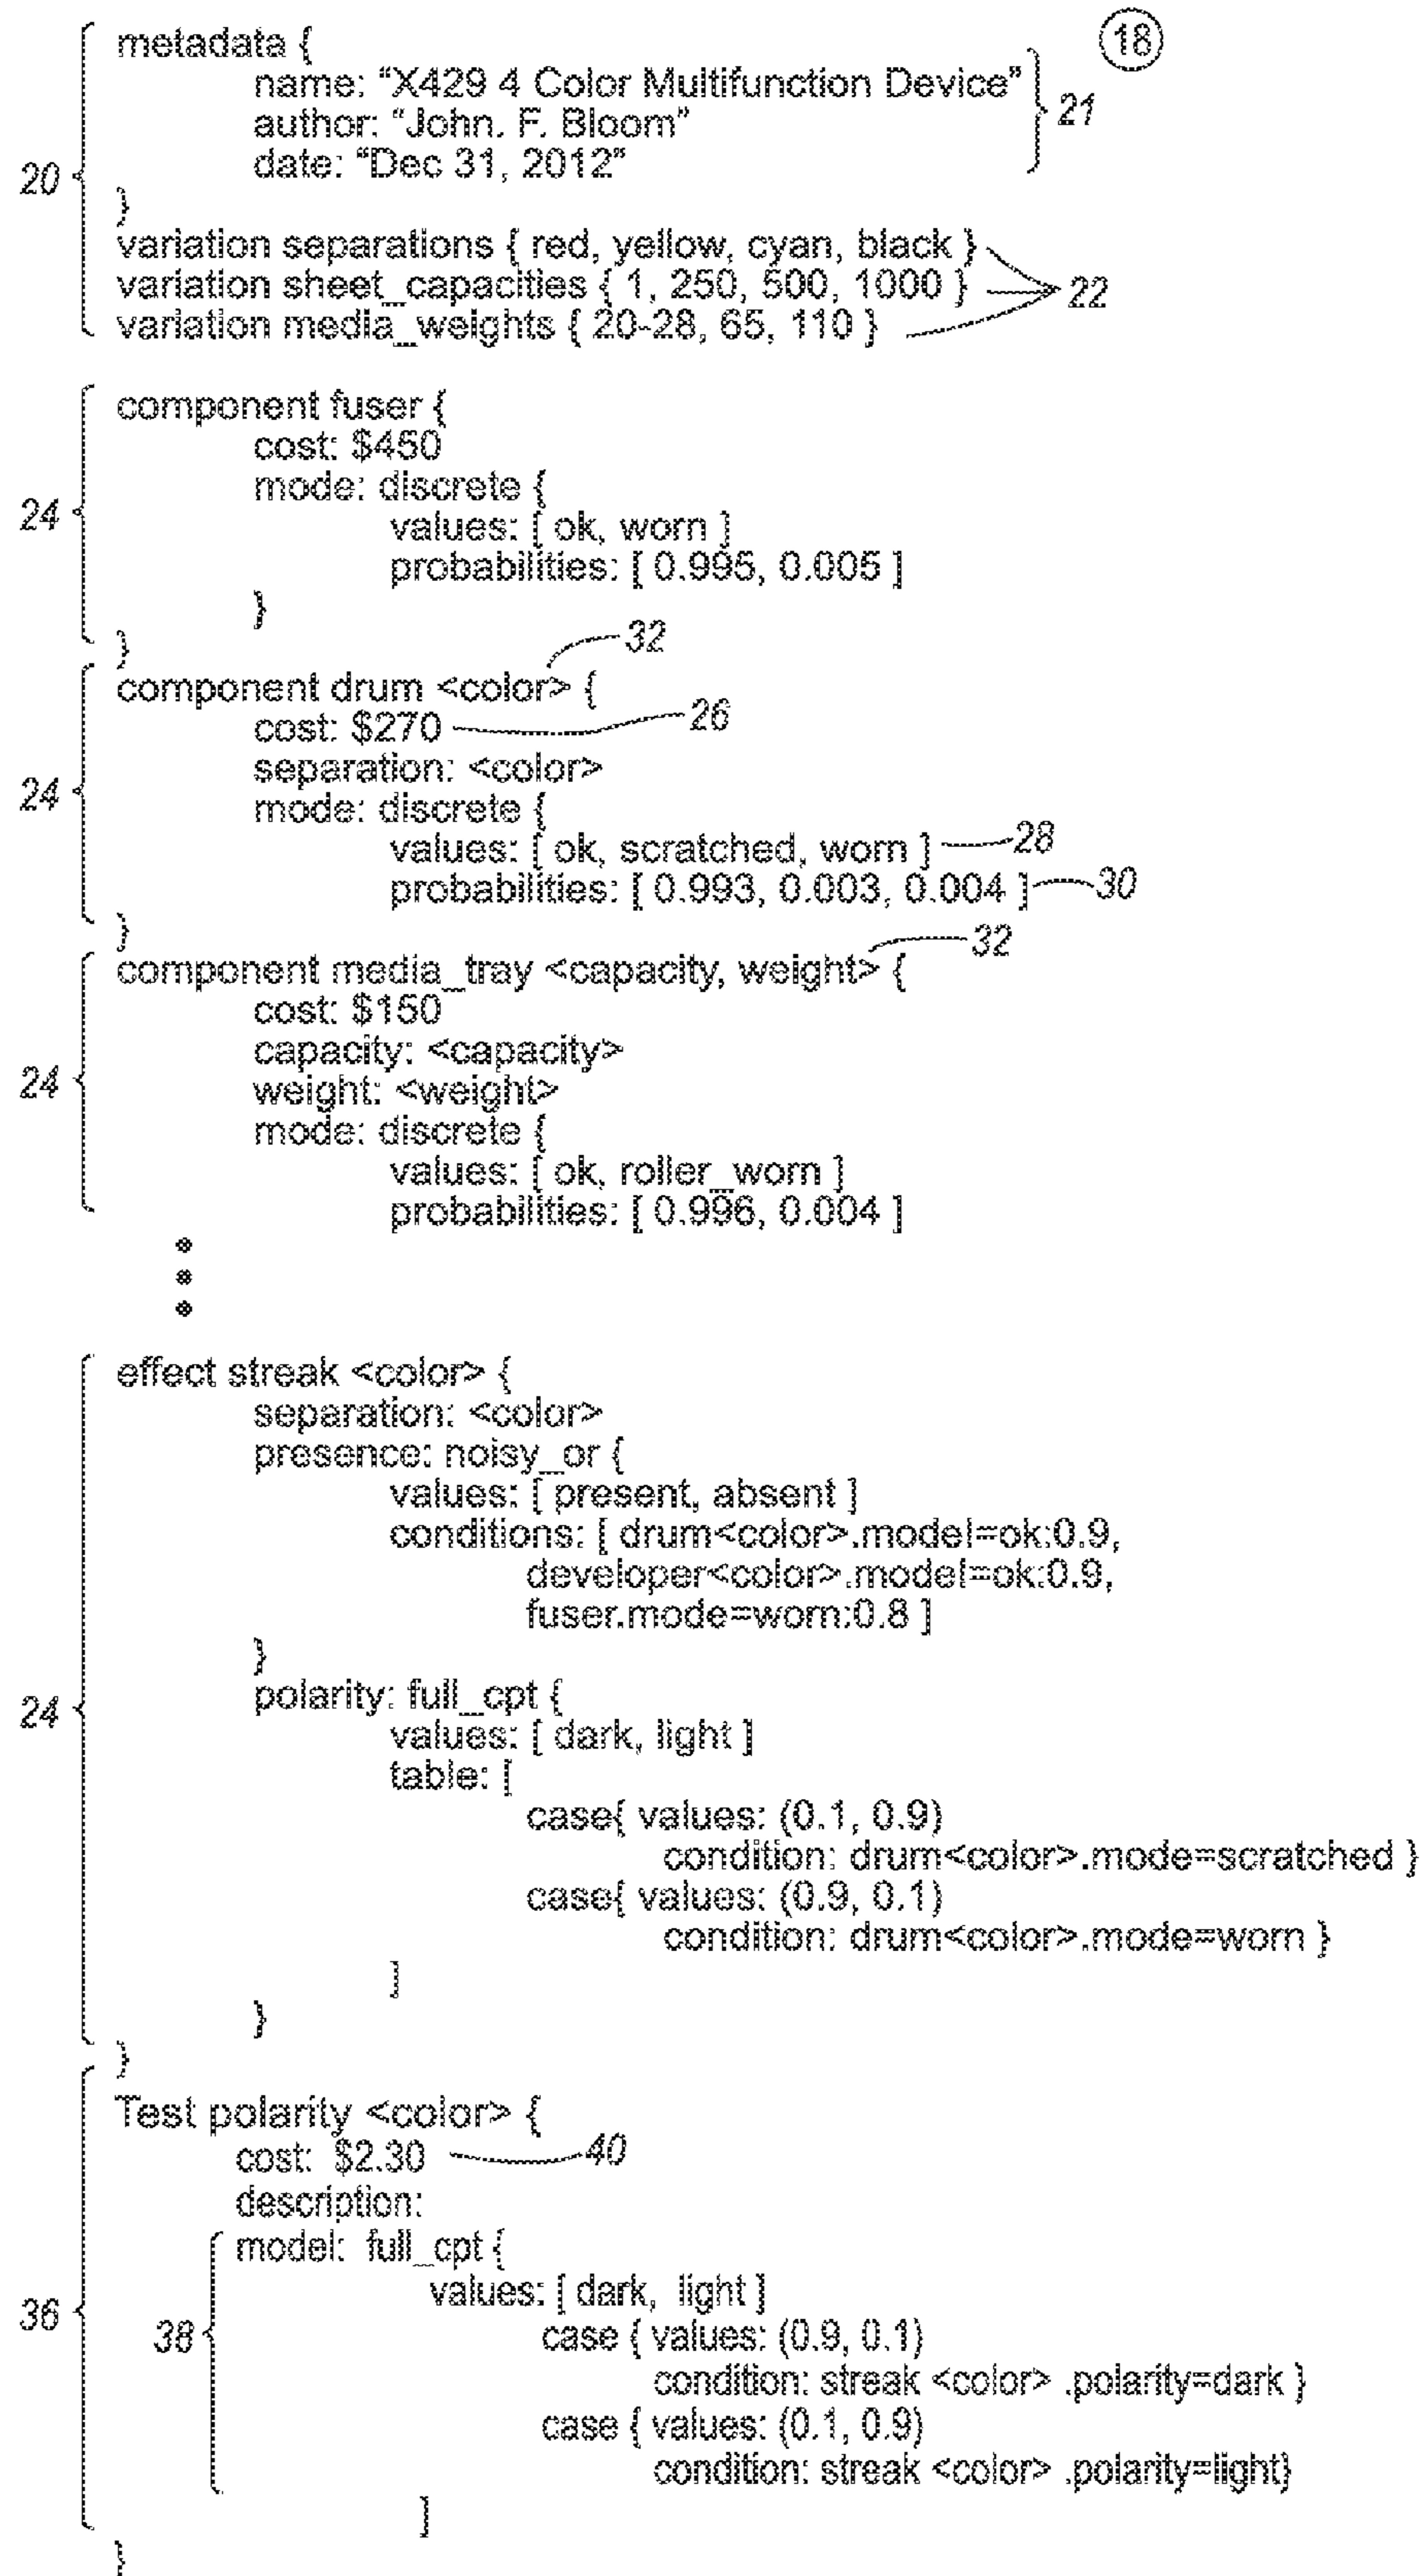 metadata { 18
name: "X429 4 Color Multifunction Device"
author: "John. F. Bloom" 21
date: "Dec 31, 2012"
20
}
variation separations { red, yellow, cyan, black }
variation sheet_capacities { 1, 250, 500, 1000 } 22
variation media_weights { 20-28, 65, 110 }
component fuser {
cost: $450
mode: discrete {
24 values: [ ok, worn ]
probabilities: [ 0.995, 0.005 ]
}
} 32
component drum <color> {
cost: $270 26
separation: <color>
24 mode: discrete {
values: [ ok, scratched, worn ] 28
probabilities: [ 0.993, 0.003, 0.004 ] 30
} 32
component media_tray <capacity, weight> {
cost: $150
capacity: <capacity>
24 weight: <weight>
mode: discrete {
values: [ ok, roller_worn ]
probabilities: [ 0.996, 0.004 ]
effect streak <color> {
separation: <color>
presence: noisy_or {
values: [ present, absent ]
conditions: [ drum<color>.model=ok:0.9,
developer<color>.model=ok:0.9,
fuser.mode=worn:0.8 ]
}
24 polarity: full_cpt {
values: [ dark, light ]
table: [
case{ values: (0.1, 0.9)
condition: drum<color>.mode=scratched }
case{ values: (0.9, 0.1)
condition: drum<color>.mode=worn }
]
}
}
Test polarity <color> {
cost: $2.30 40
description:
model: full_cpt {
values: [ dark, light ]
36 38 case { values: (0.9, 0.1)
condition: streak <color> .polarity=dark }
case { values: (0.1, 0.9)
condition: streak <color> .polarity=light}
]
}